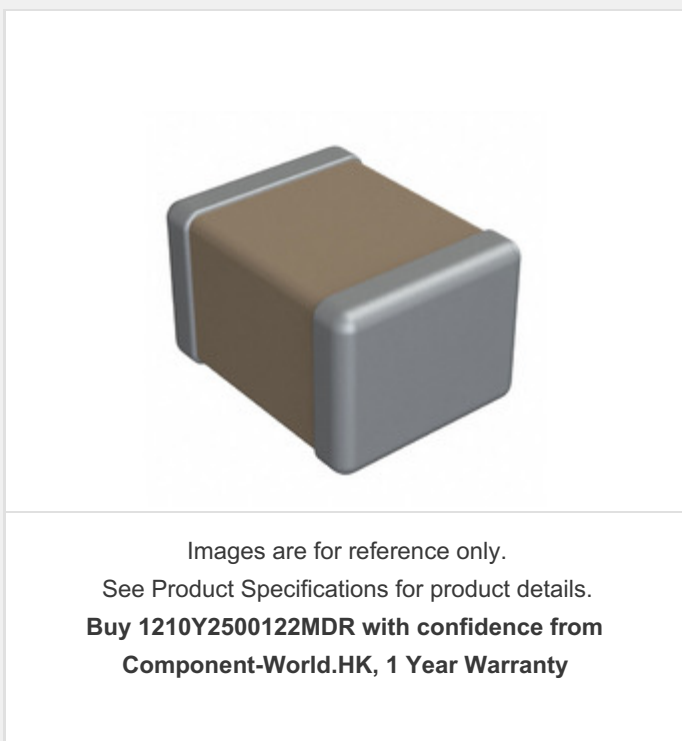 Images are for reference only.
See Product Specifications for product details.
Buy 1210Y2500122MDR with confidence from
Component-World.HK, 1 Year Warranty